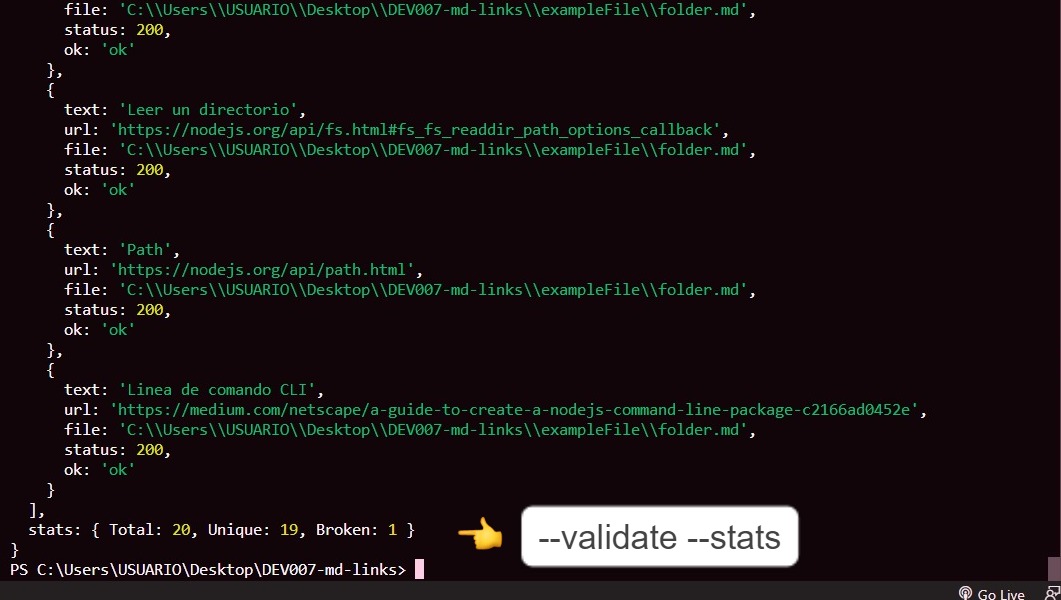 file: 'C:\\Users\\USUARIO\\Desktop\\DEV007-md-links\\exampleFile\\folder.md',
status: 200,
ok: 'ok'
},
{
text: 'Leer un directorio',
url: 'https://nodejs.org/api/fs.html#fs_fs_readdir_path_options_callback',
file: 'C:\\Users\\USUARIO\\Desktop\\DEV007-md-links\\exampleFile\\folder.md',
status: 200,
ok: 'ok'
},
{
text: 'Path',
url: 'https://nodejs.org/api/path.html',
file: 'C:\\Users\\USUARIO\\Desktop\\DEV007-md-links\\exampleFile\\folder.md',
status: 200,
ok: 'ok'
},
{
text: 'Linea de comando CLI',
url: 'https://medium.com/netscape/a-guide-to-create-a-nodejs-command-line-package-c2166ad0452e',
file: 'C:\\Users\\USUARIO\\Desktop\\DEV007-md-links\\exampleFile\\folder.md',
status: 200,
ok: 'ok'
}
],
stats: { Total: 20, Unique: 19, Broken: 1 }
--validate --stats
}
PS C:\Users\USUARIO\Desktop\DEV007-md-links>
Go Live